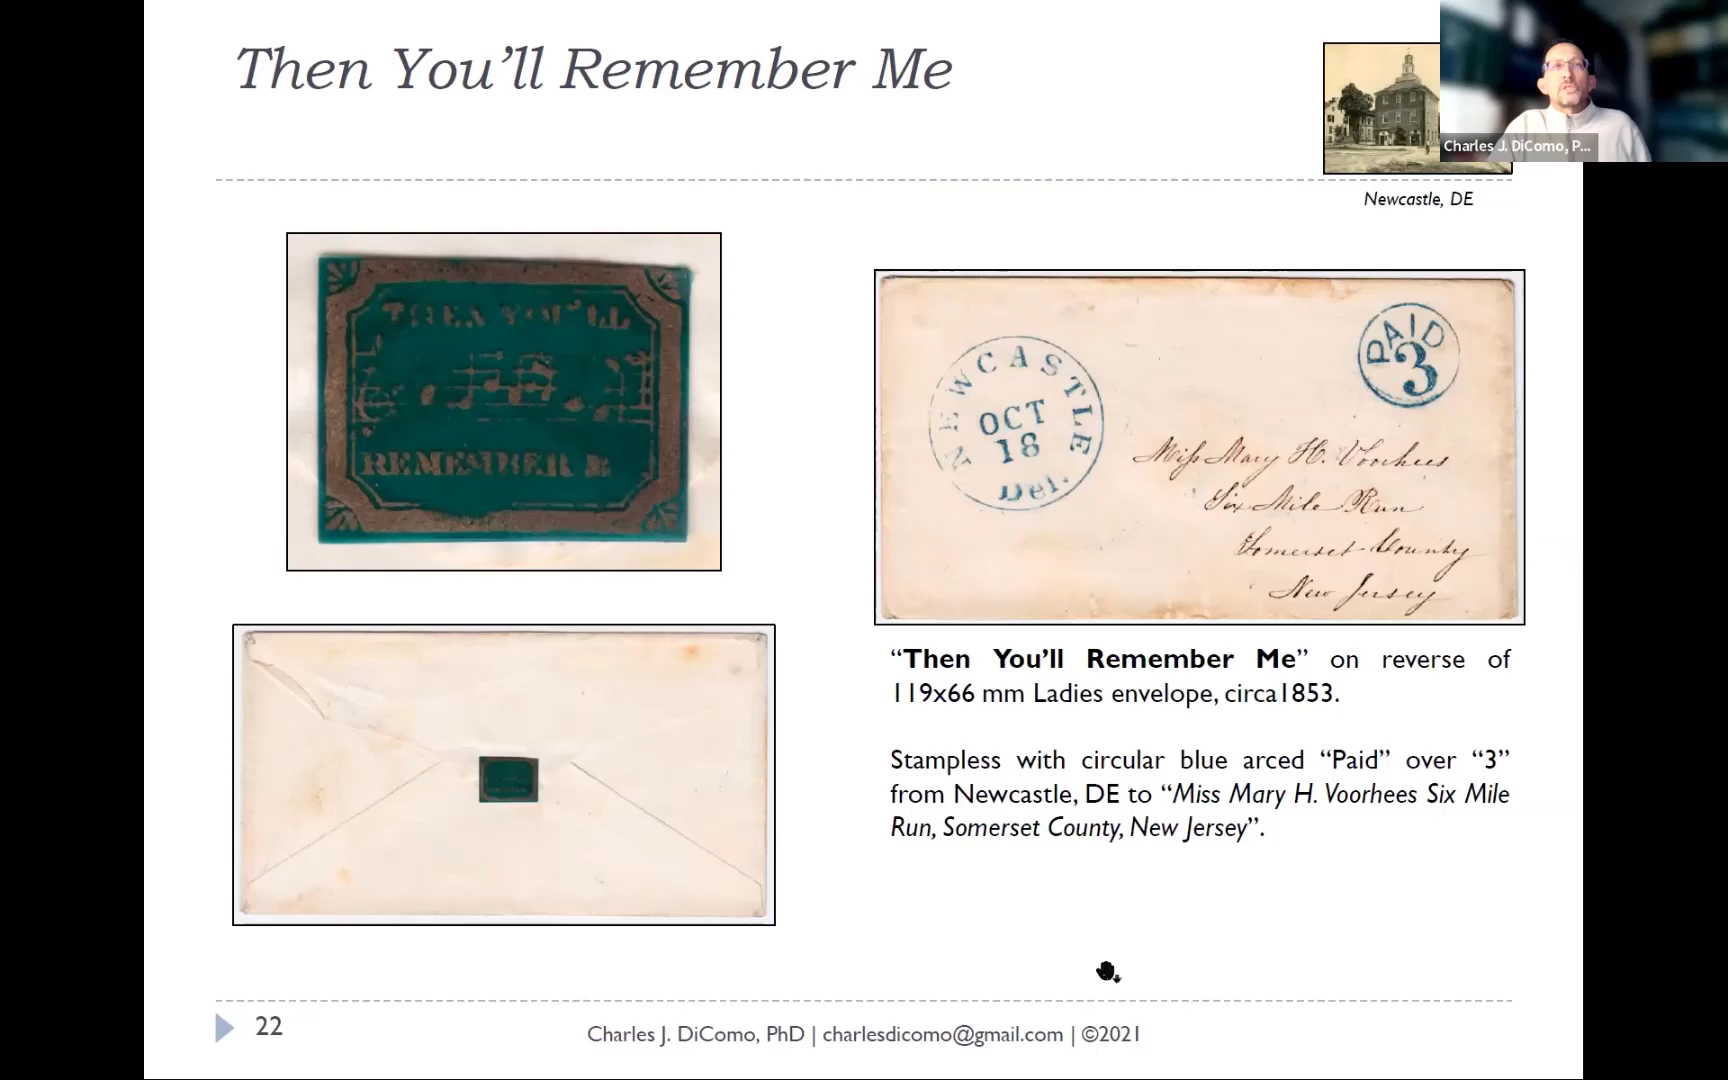 Then You’ll Remember Me
Charles J. DiComo, P...
Newcastle, DE
THEN YOU'LL
REMEMBER
NEWCASTLE
OCT
18
Del.
PAID
3
Miss Mary H. Voorhees
Six Mile Run
Somerset County
New Jersey
“Then You’ll Remember Me” on reverse of
119x66 mm Ladies envelope, circa1853.
Stampless with circular blue arced “Paid” over “3”
from Newcastle, DE to “Miss Mary H. Voorhees Six Mile
Run, Somerset County, New Jersey”.
22
Charles J. DiComo, PhD | charlesdicomo@gmail.com | ©2021